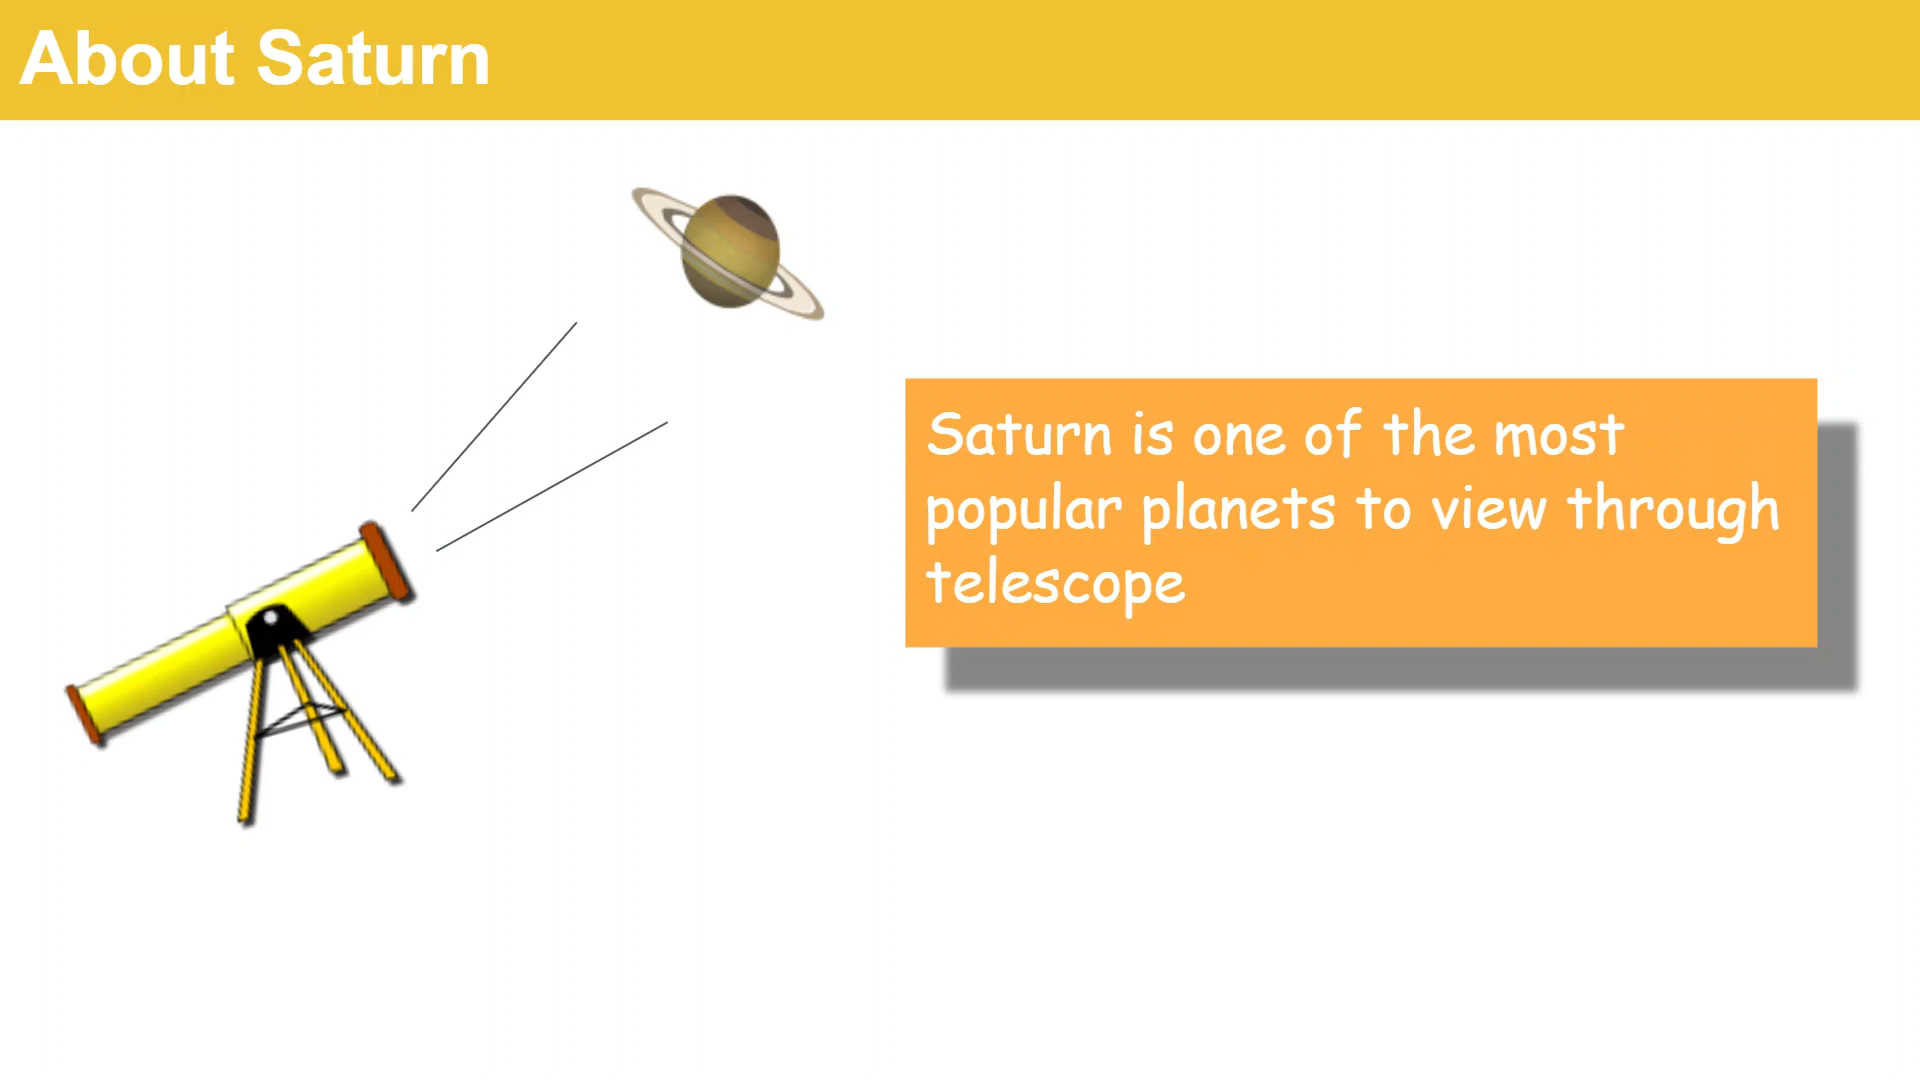 About Saturn
Saturn is one of the most
popular planets to view through
telescope